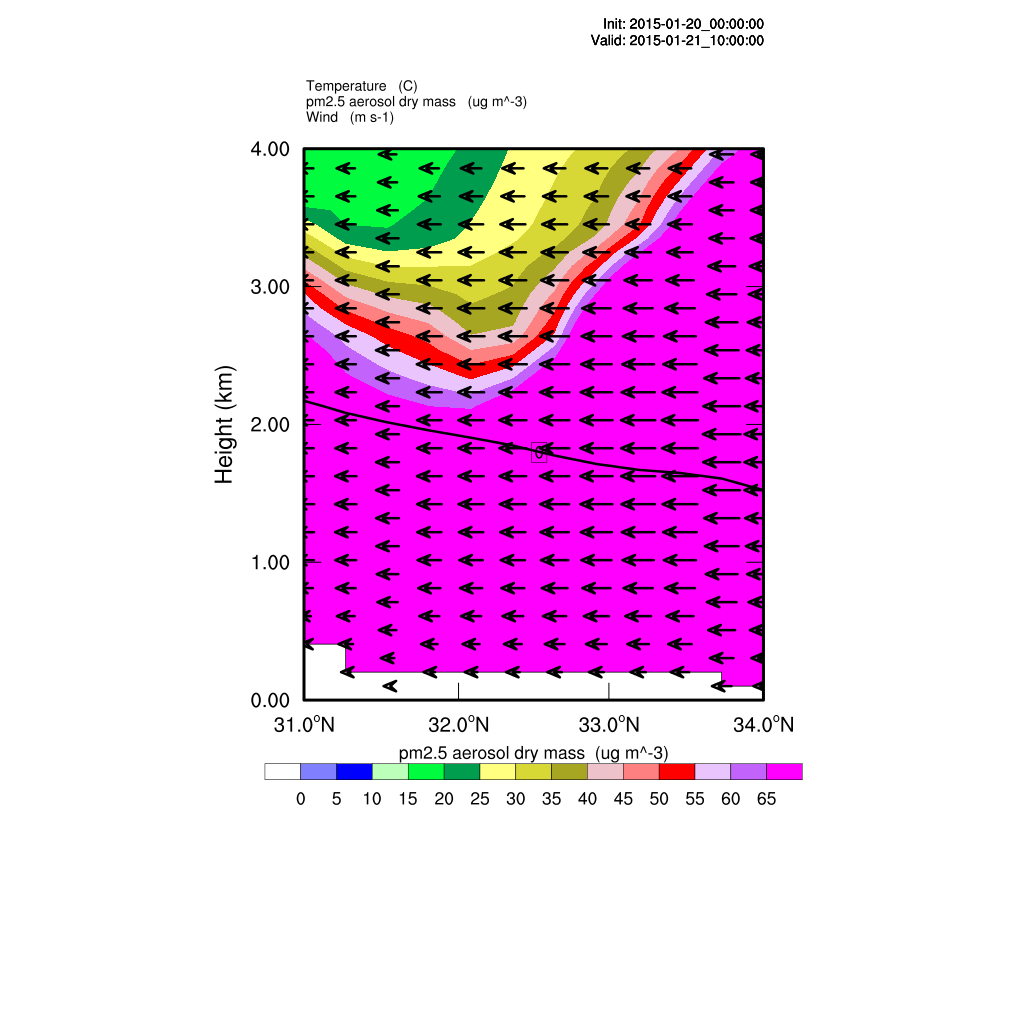 Init: 2015-01-20_00:00:00
Valid: 2015-01-21_10:00:00
Temperature (C)
pm2.5 aerosol dry mass (ug m^-3)
Wind (m s-1)
4.00
3.00
2.00
1.00
0.00
Height (km)
0
31.0°N 32.0°N 33.0°N 34.0°N
pm2.5 aerosol dry mass (ug m^-3)
0 5 10 15 20 25 30 35 40 45 50 55 60 65